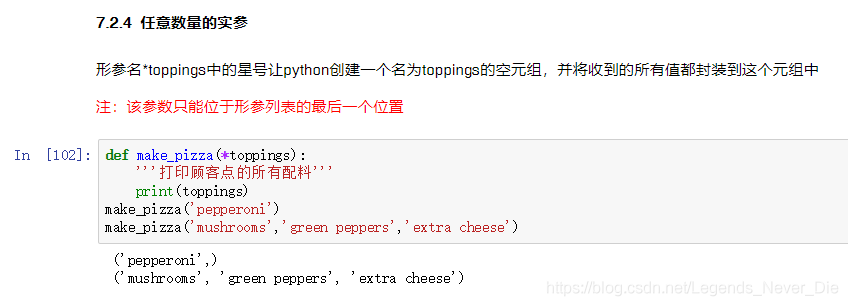 7.2.4 任意数量的实参
形参名*toppings中的星号让python创建一个名为toppings的空元组，并将收到的所有值都封装到这个元组中
注：该参数只能位于形参列表的最后一个位置
In [102]: def make_pizza(*toppings):
'''打印顾客点的所有配料'''
print(toppings)
make_pizza('pepperoni')
make_pizza('mushrooms','green peppers','extra cheese')
('pepperoni',)
('mushrooms', 'green peppers', 'extra cheese')
https://blog.csdn.net/Legends_Never_Die